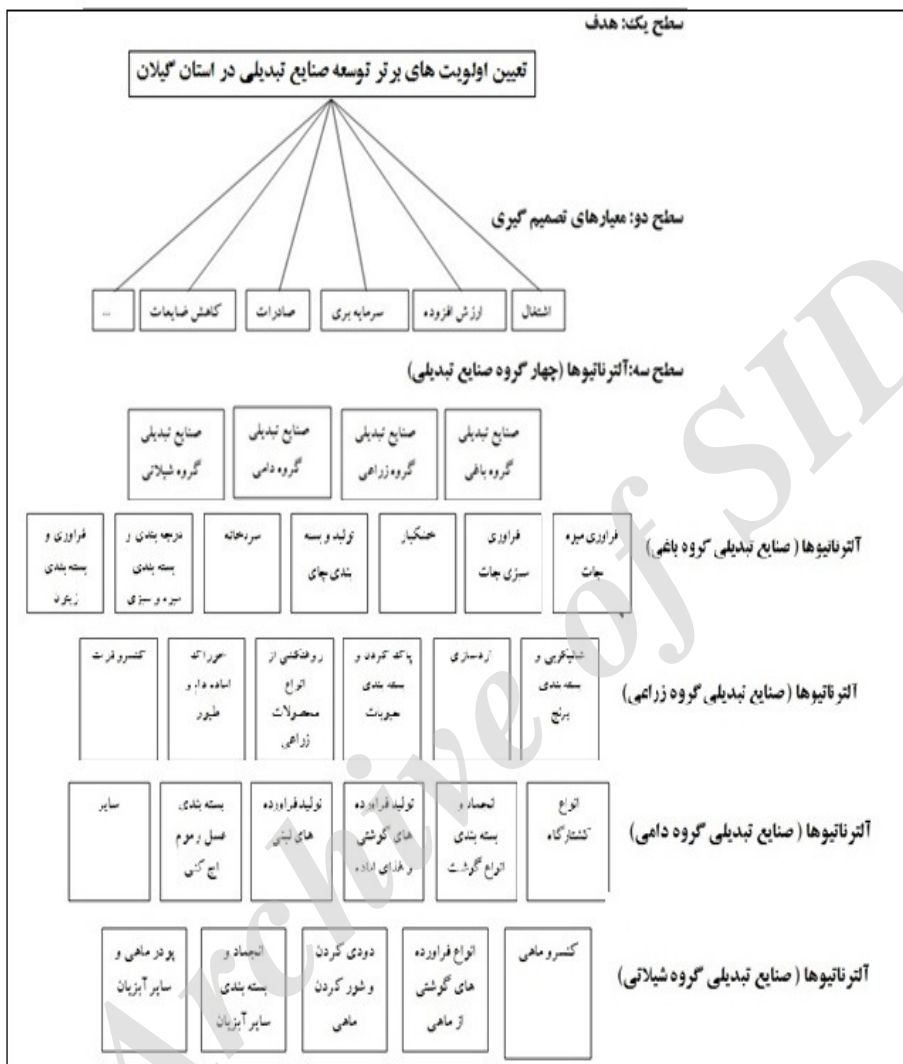 سطح یک: هدف
تعیین اولویت های برتر توسعه صنایع تبدیلی در استان گیلان
سطح دو: معیارهای تصمیم گیری
اشتغال
ارزش افزوده
سرمایه بری
صادرات
کاهش ضایعات
...
سطح سه:آلترناتیوها (چهار گروه صنایع تبدیلی)
صنایع تبدیلی
گروه باغی
صنایع تبدیلی
گروه زراعی
صنایع تبدیلی
گروه دامی
صنایع تبدیلی
گروه شیلاتی
آلترناتیوها ( صنایع تبدیلی گروه باغی)
فراوری میوه
جات
فراوری
سبزی جات
خشکبار
تولید و بسته
بندی چای
سردخانه
درجه بندی و
بسته بندی
میوه و سبزی
فراوری و
بسته بندی
زیتون
آلترناتیوها (صنایع تبدیلی گروه زراعی)
شالیکوبی و
بسته بندی
برنج
اردسازی
پاک کردن و
بسته بندی
حبوبات
روغنکشی از
انواع
محصولات
زراعی
خوراک
اماده دام و
طیور
کنسرو ذرت
آلترناتیوها ( صنایع تبدیلی گروه دامی)
انواع
کشتارگاه
انجماد و
بسته بندی
انواع گوشت
تولید فراورده
های گوشتی
و غذای اماده
تولید فراورده
های لبنی
بسته بندی
عسل و موم
اج کنی
سایر
آلترناتیوها ( صنایع تبدیلی گروه شیلاتی)
کنسرو ماهی
انواع فراورده
های گوشتی
از ماهی
دودی کردن
و شور کردن
ماهی
انجماد و
بسته بندی
سایر آبزیان
پودر ماهی و
سایر آبزیان
Archive of SID